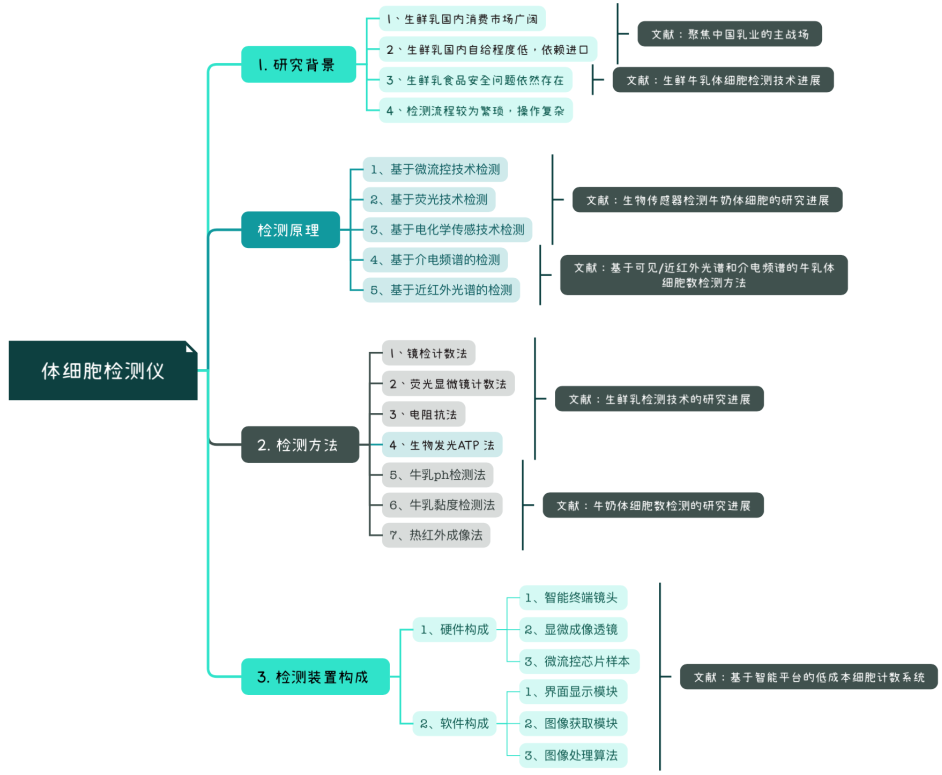 体细胞检测仪
1. 研究背景
1、生鲜乳国内消费市场广阔
2、生鲜乳国内自给程度低，依赖进口
文献：聚焦中国乳业的主战场
3、生鲜乳食品安全问题依然存在
文献：生鲜牛乳体细胞检测技术进展
4、检测流程较为繁琐，操作复杂
检测原理
1、基于微流控技术检测
2、基于荧光技术检测
3、基于电化学传感技术检测
文献：生物传感器检测牛奶体细胞的研究进展
4、基于介电频谱的检测
5、基于近红外光谱的检测
文献：基于可见/近红外光谱和介电频谱的牛乳体
细胞数检测方法
2. 检测方法
1、镜检计数法
2、荧光显微镜计数法
3、电阻抗法
4、生物发光ATP 法
文献：生鲜乳检测技术的研究进展
5、牛乳ph检测法
6、牛乳黏度检测法
7、热红外成像法
文献：牛奶体细胞数检测的研究进展
3. 检测装置构成
1、硬件构成
1、智能终端镜头
2、显微成像透镜
3、微流控芯片样本
2、软件构成
1、界面显示模块
2、图像获取模块
3、图像处理算法
文献：基于智能平台的低成本细胞计数系统